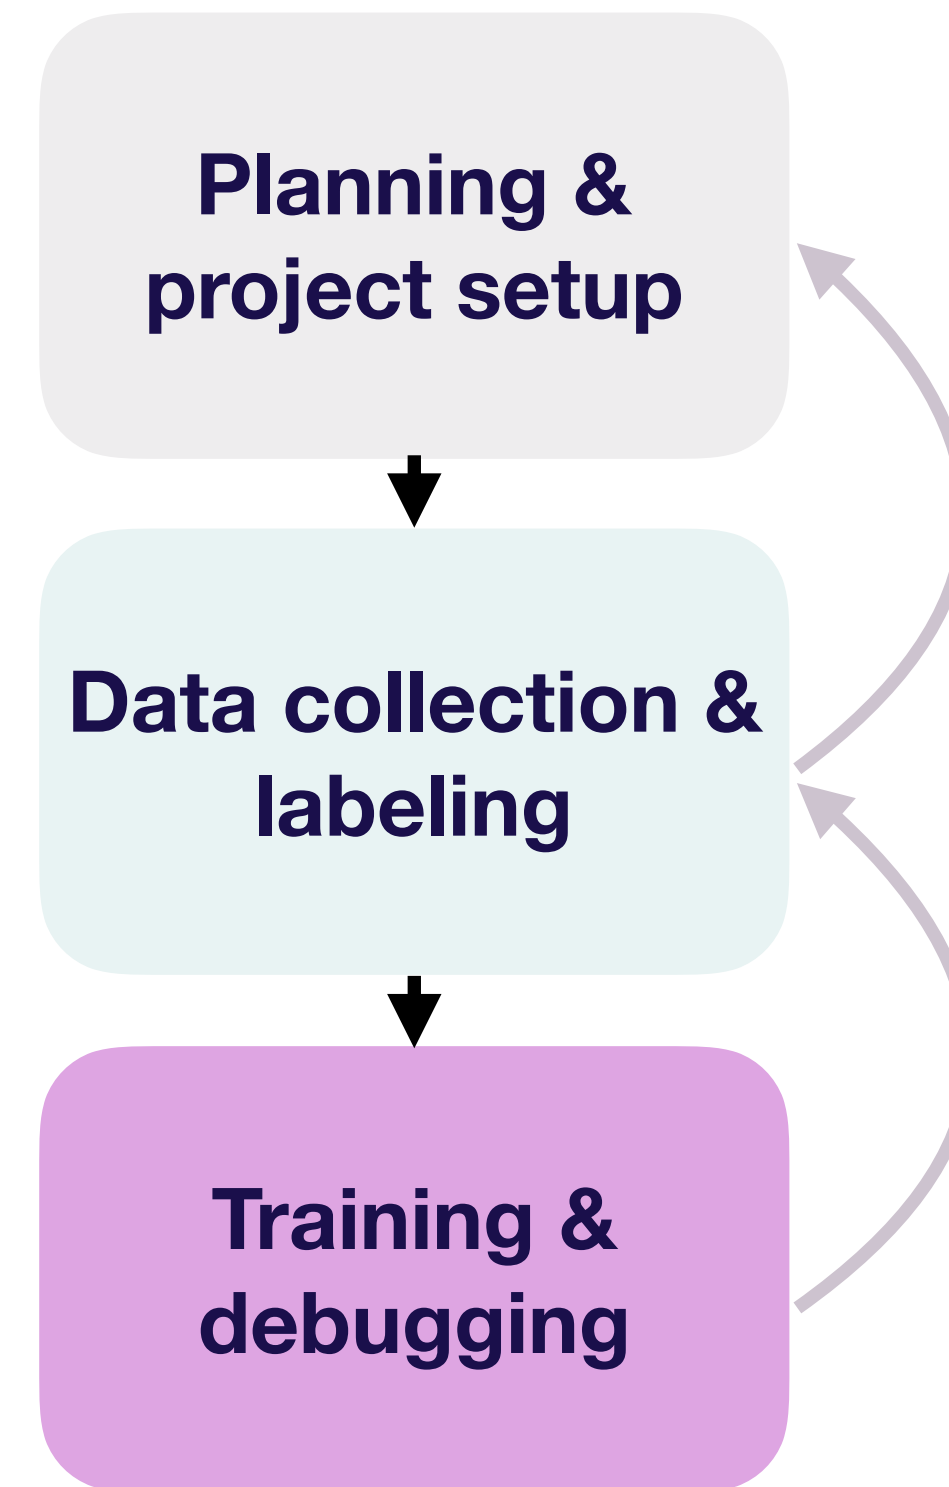 Planning &
project setup
Data collection &
labeling
Training &
debugging